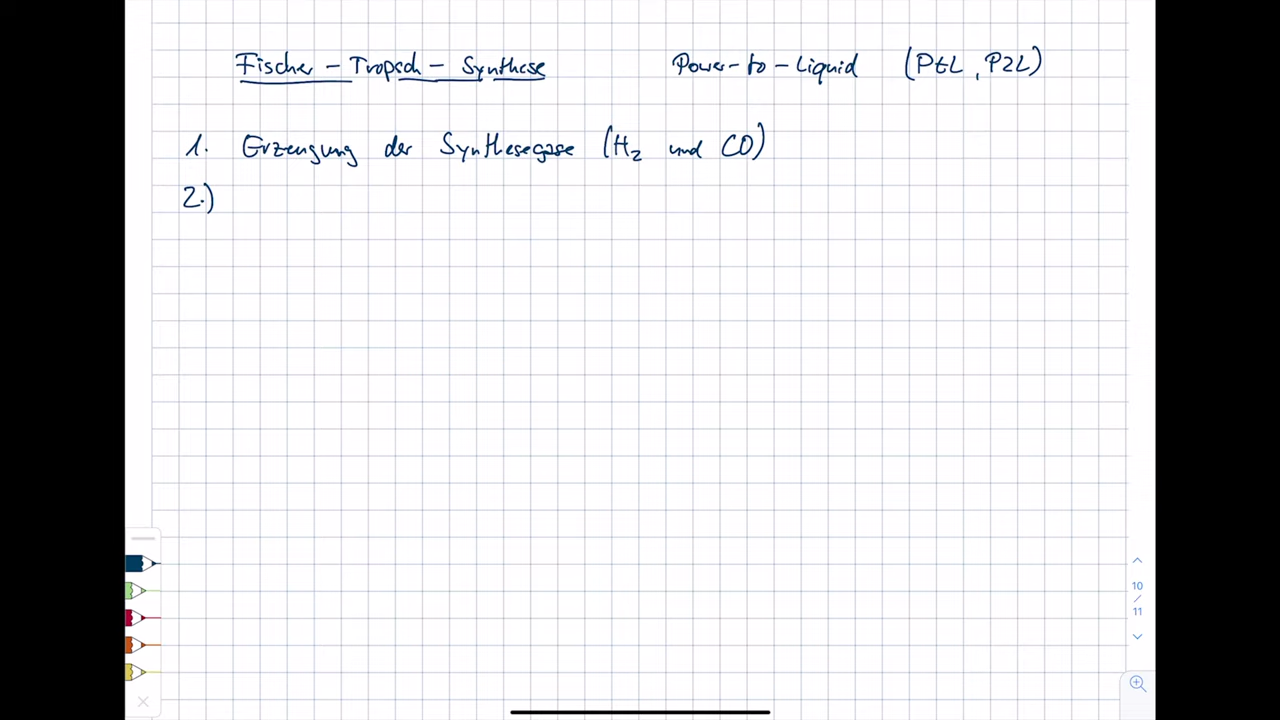 Fischer-Tropsch-Synthese Power-to-Liquid (PtL, P2L)
1. Erzeugung der Synthesegase (H₂ und CO)
2.)
10
/
11